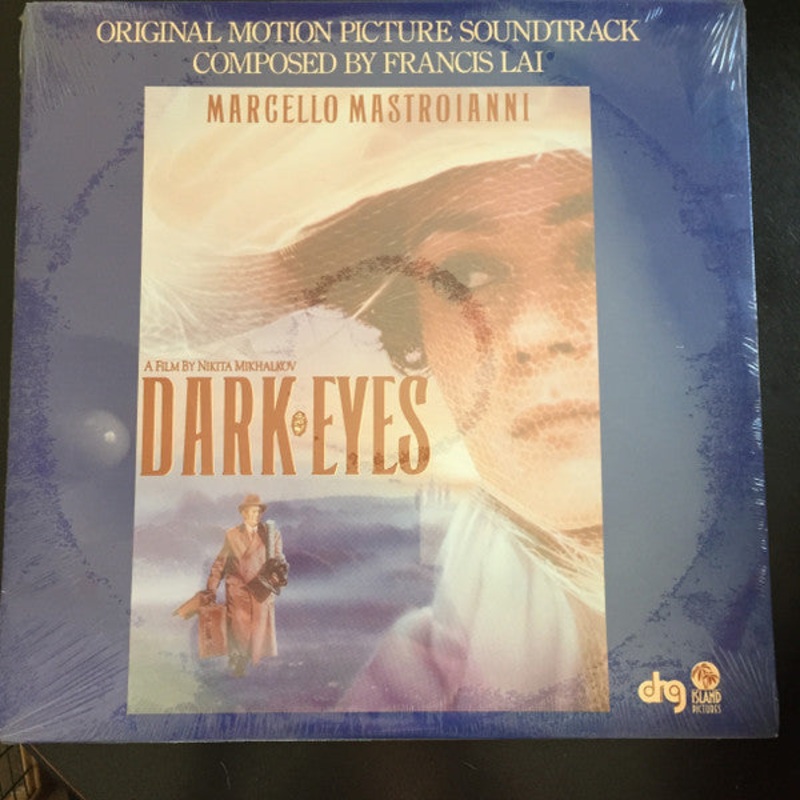 ORIGINAL MOTION PICTURE SOUNDTRACK
COMPOSED BY FRANCIS LAI
MARCELLO MASTROIANNI
A FILM BY NIKITA MIKHALKOV
DARK EYES
drg
ISLAND
PICTURES